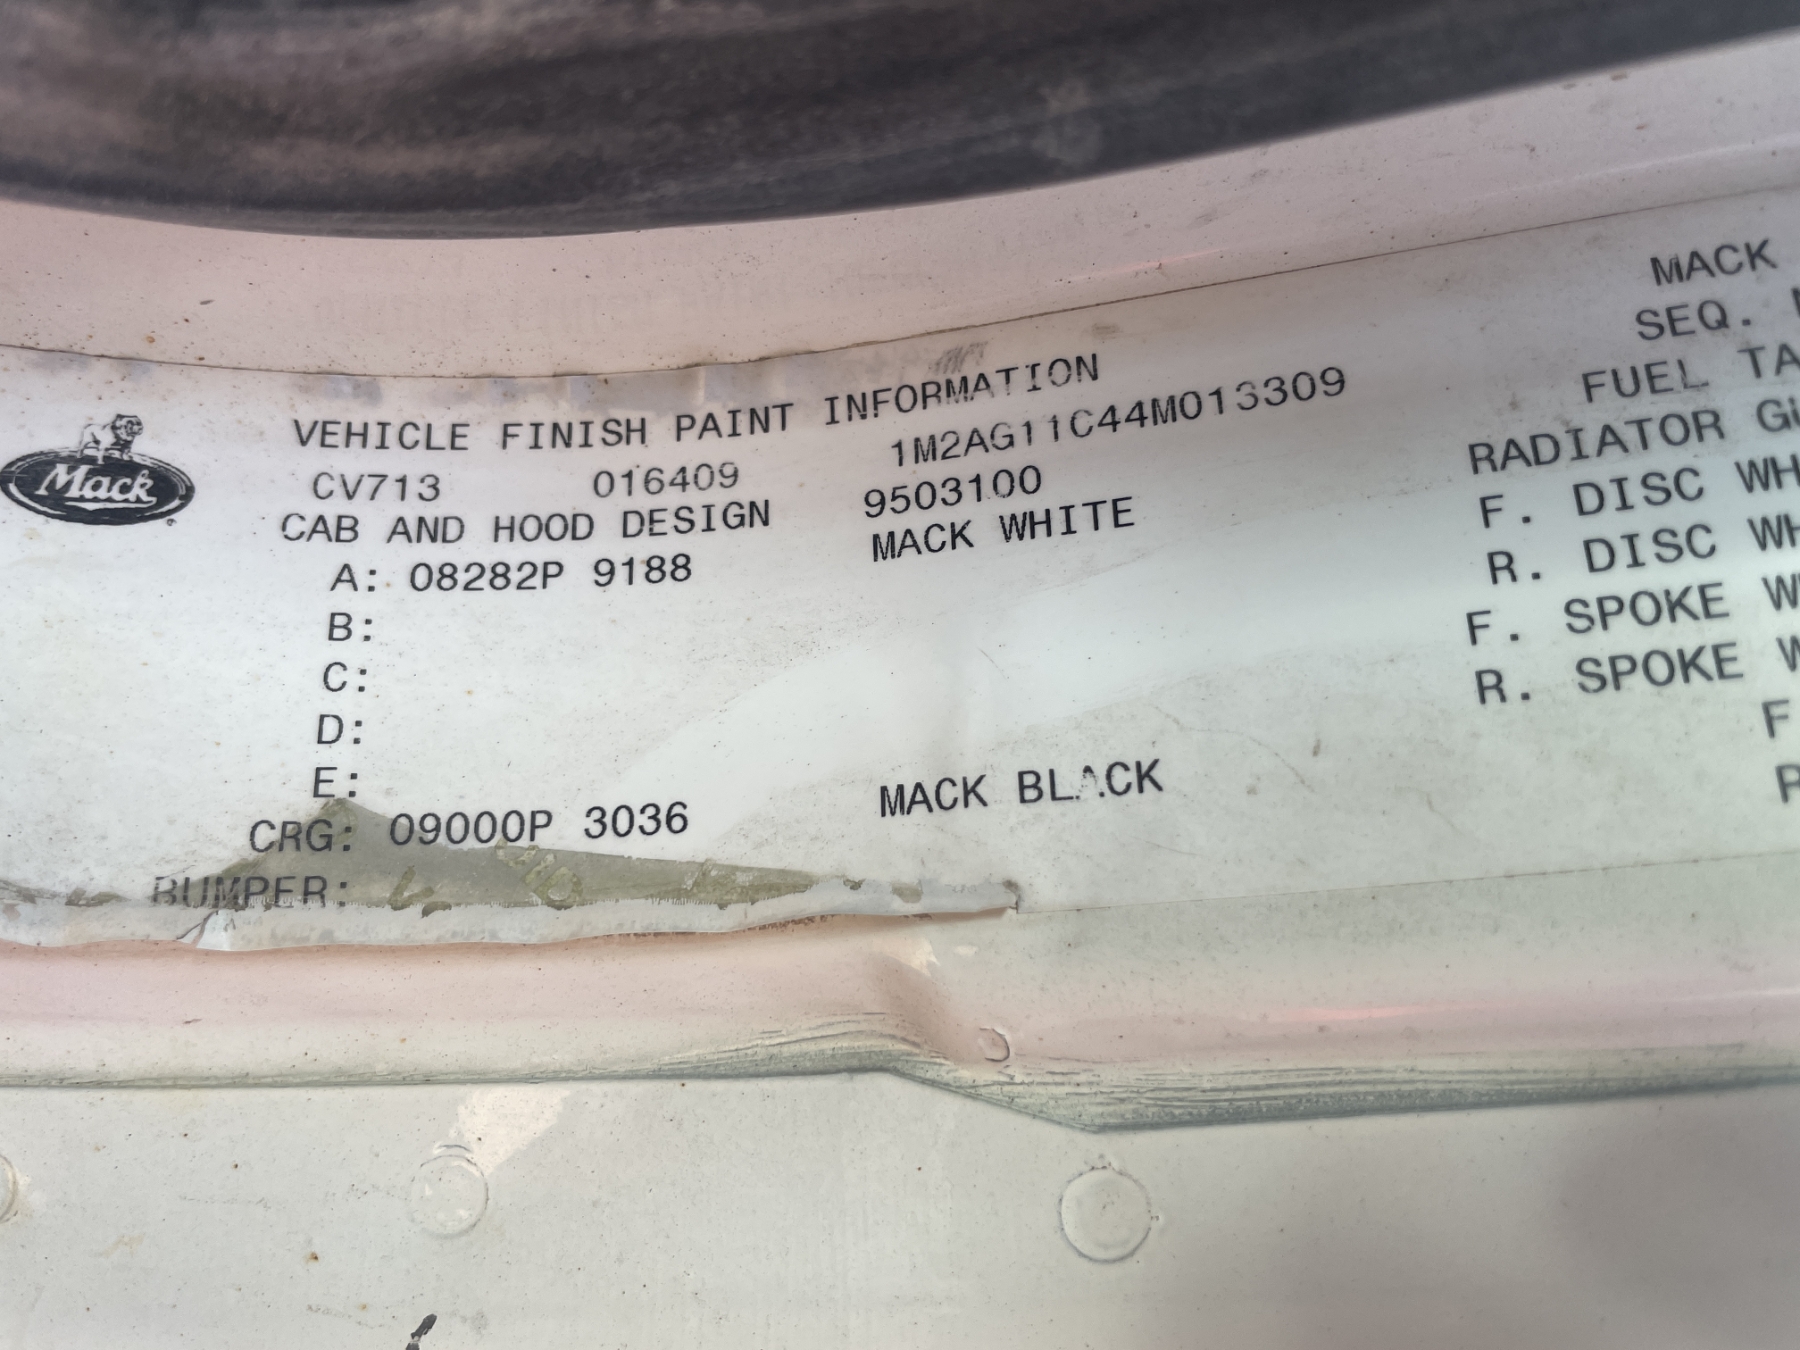 Mack
VEHICLE FINISH PAINT INFORMATION
CV713 016409 1M2AG11C44M013309
CAB AND HOOD DESIGN 9503100
A: 08282P 9188 MACK WHITE
B:
C:
D:
E:
CRG: 09000P 3036 MACK BLACK
BUMPER:
MACK
SEQ.
FUEL TA
RADIATOR GU
F. DISC WH
R. DISC WH
F. SPOKE W
R. SPOKE W
F
R